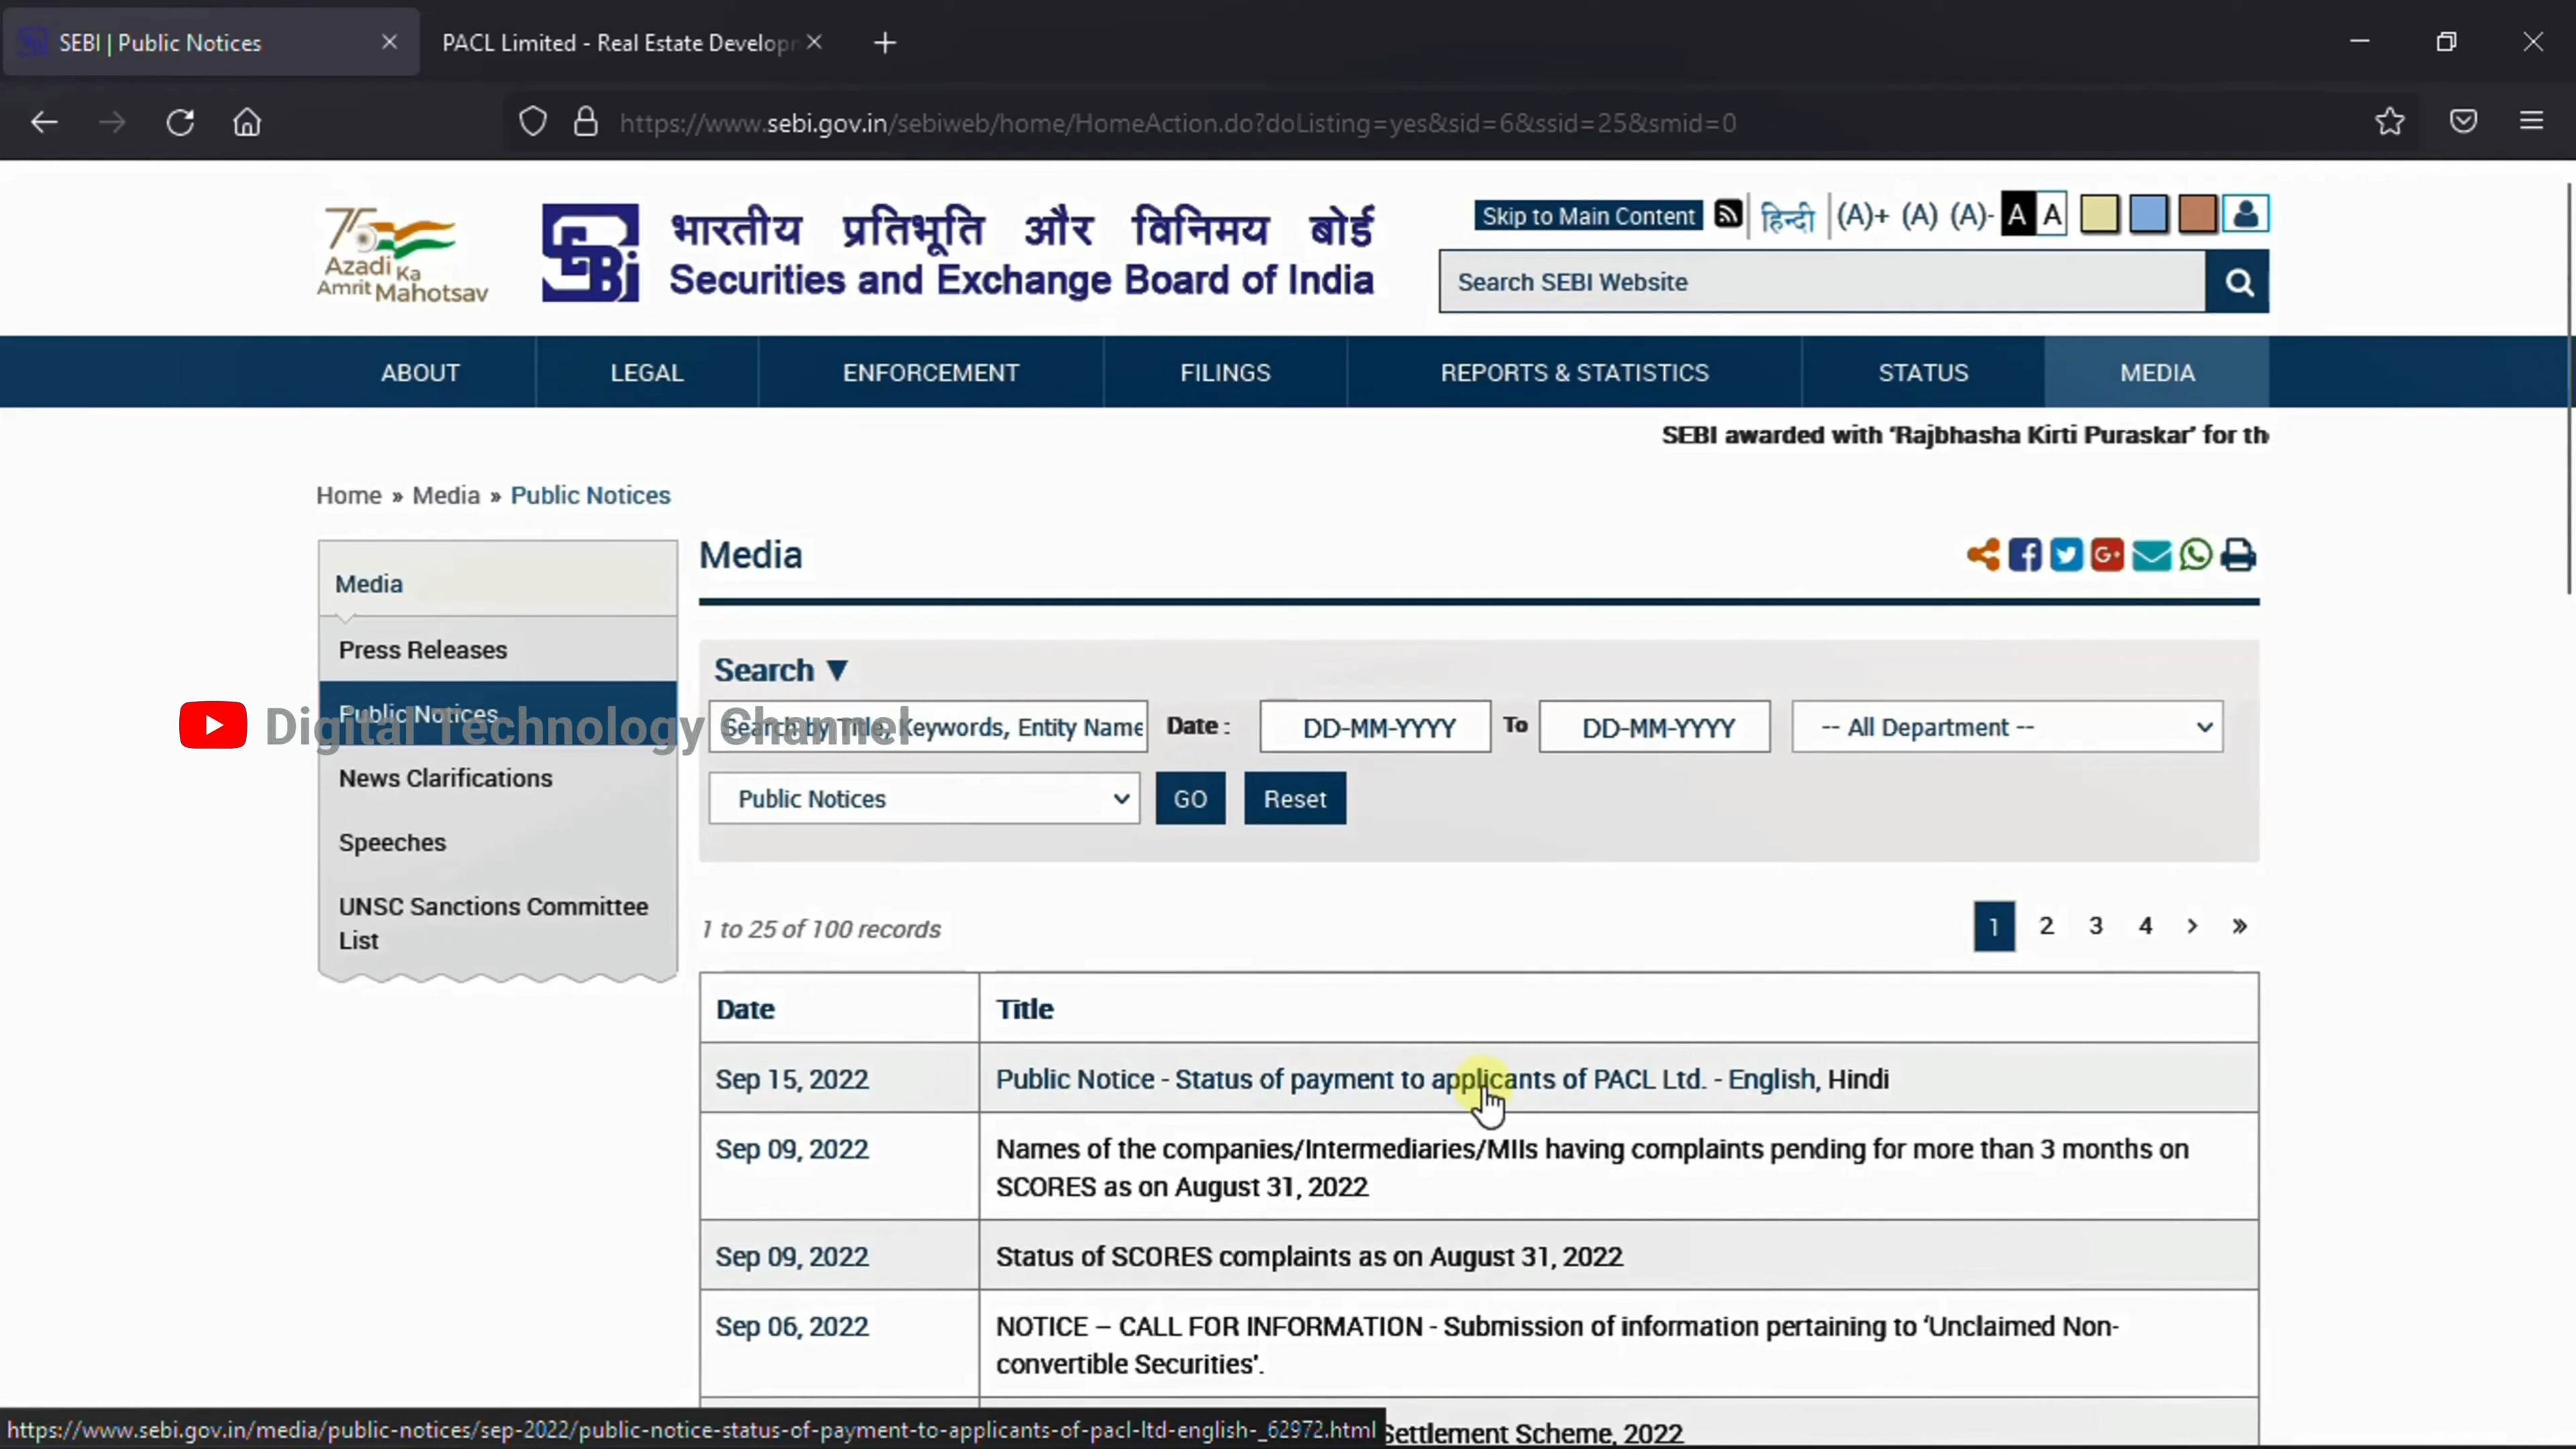 SEBI | Public Notices
PACL Limited - Real Estate Develop
https://www.sebi.gov.in/sebiweb/home/HomeAction.do?doListing=yes&sid=6&ssid=25&smid=0
75
Azadi Ka
Amrit Mahotsav
SEBI
भारतीय प्रतिभूति और विनिमय बोर्ड
Securities and Exchange Board of India
Skip to Main Content
हिन्दी
(A)+ (A) (A)- A A
Search SEBI Website
ABOUT
LEGAL
ENFORCEMENT
FILINGS
REPORTS & STATISTICS
STATUS
MEDIA
SEBI awarded with 'Rajbhasha Kirti Puraskar' for th
Home » Media » Public Notices
Media
Press Releases
Public Notices
News Clarifications
Speeches
UNSC Sanctions Committee
List
Digital Technology Channel
Media
G+
Search ▼
Search by Title, Keywords, Entity Name
Date :
DD-MM-YYYY
To
DD-MM-YYYY
-- All Department --
Public Notices
GO
Reset
1 to 25 of 100 records
1 2 3 4 › »
Date Title
Sep 15, 2022 Public Notice - Status of payment to applicants of PACL Ltd. - English, Hindi
Sep 09, 2022 Names of the companies/Intermediaries/MIIs having complaints pending for more than 3 months on
SCORES as on August 31, 2022
Sep 09, 2022 Status of SCORES complaints as on August 31, 2022
Sep 06, 2022 NOTICE – CALL FOR INFORMATION - Submission of information pertaining to 'Unclaimed Non-
convertible Securities'.
Settlement Scheme, 2022
https://www.sebi.gov.in/media/public-notices/sep-2022/public-notice-status-of-payment-to-applicants-of-pacl-ltd-english-_62972.html